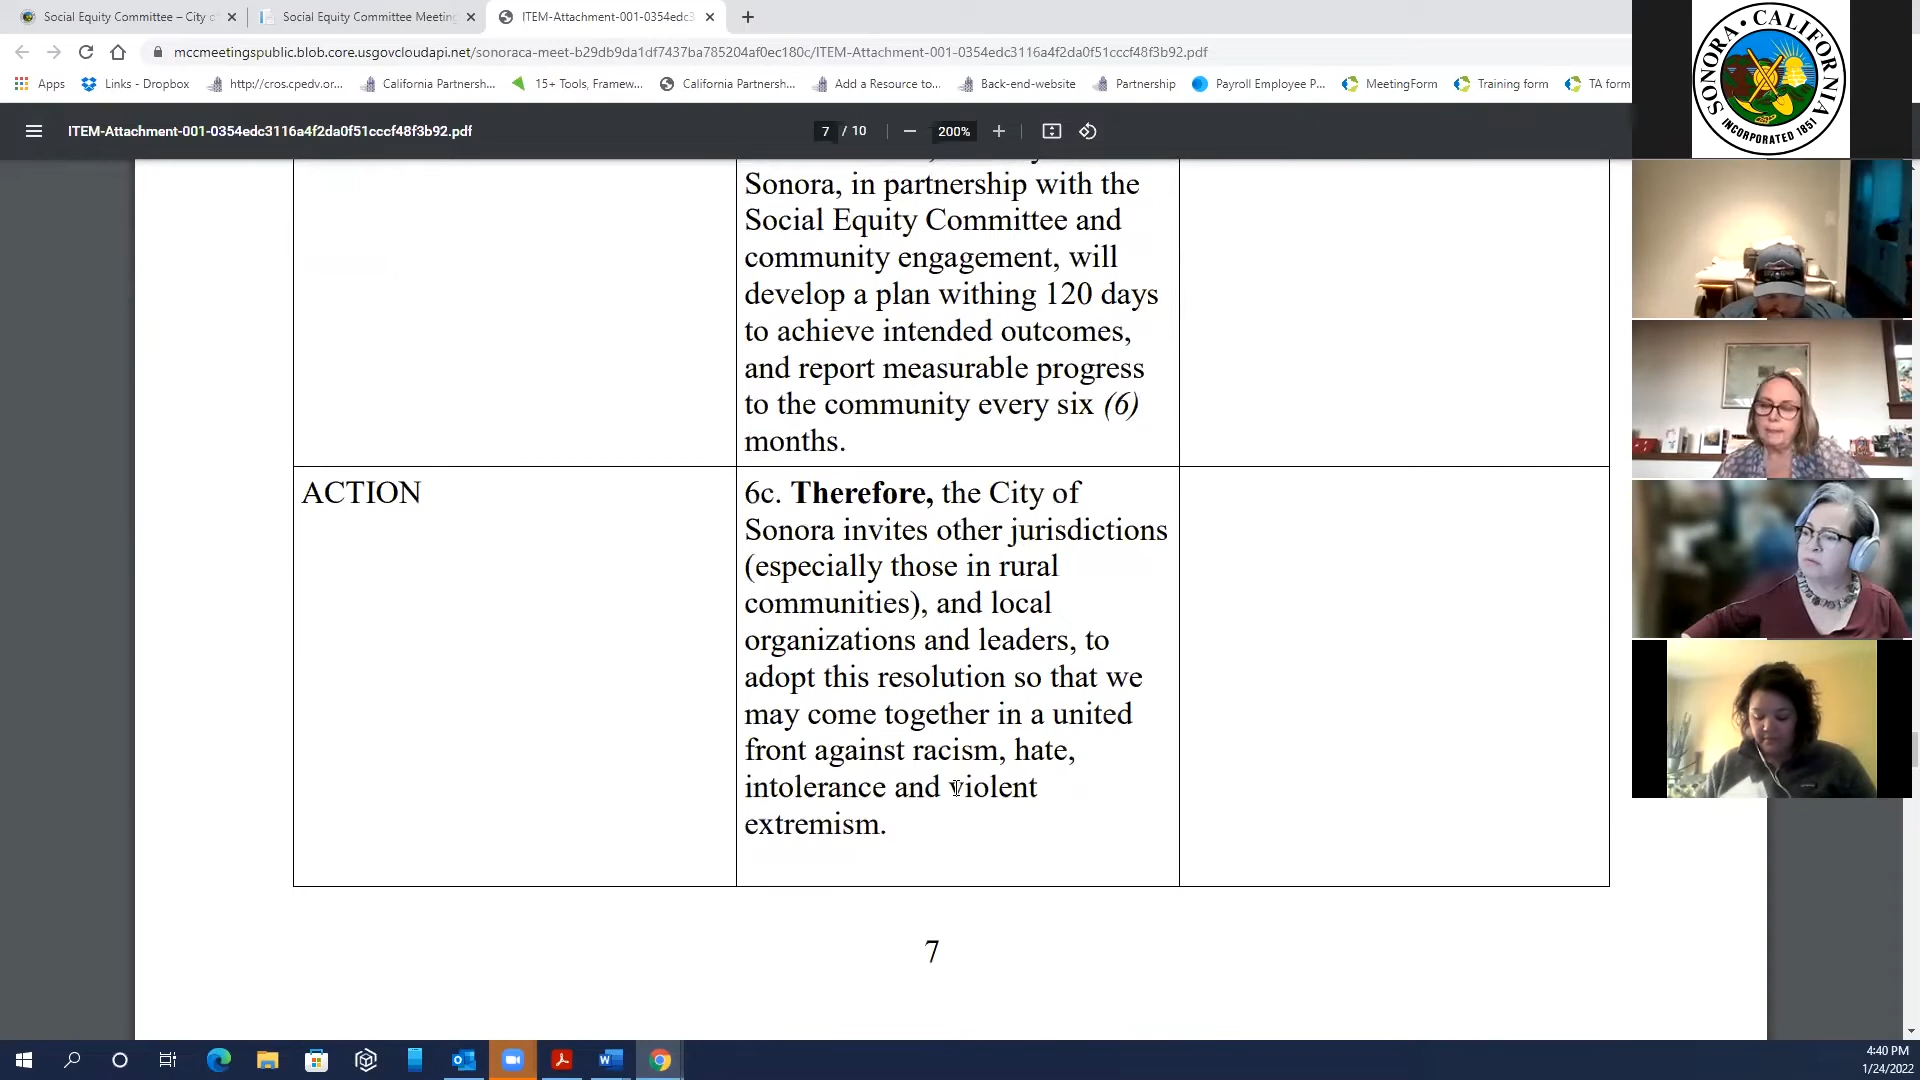 Social Equity Committee – City o
Social Equity Committee Meeting
ITEM-Attachment-001-0354edc3
mccmeetingspublic.blob.core.usgovcloudapi.net/sonoraca-meet-b29db9da1df7437ba785204af0ec180c/ITEM-Attachment-001-0354edc3116a4f2da0f51cccf48f3b92.pdf
Apps
Links - Dropbox
http://cros.cpedv.or...
California Partnersh...
15+ Tools, Framew...
California Partnersh...
Add a Resource to...
Back-end-website
Partnership
Payroll Employee P...
MeetingForm
Training form
TA form
SONORA, • CALIFORNIA
INCORPORATED 1851
ITEM-Attachment-001-0354edc3116a4f2da0f51cccf48f3b92.pdf
7 / 10
200%
Sonora, in partnership with the
Social Equity Committee and
community engagement, will
develop a plan withing 120 days
to achieve intended outcomes,
and report measurable progress
to the community every six (6)
months.
ACTION
6c. Therefore, the City of
Sonora invites other jurisdictions
(especially those in rural
communities), and local
organizations and leaders, to
adopt this resolution so that we
may come together in a united
front against racism, hate,
intolerance and violent
extremism.
7
4:40 PM
1/24/2022